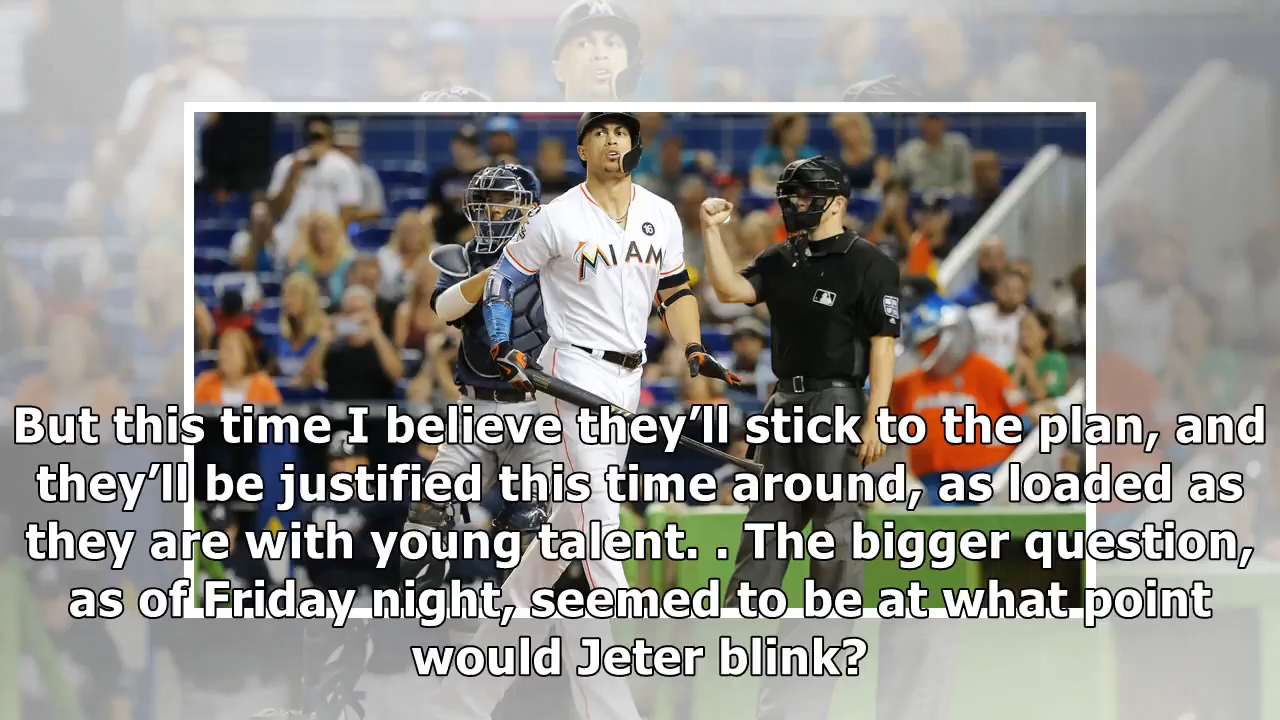 MIAMI
16
But this time I believe they’ll stick to the plan, and
they’ll be justified this time around, as loaded as
they are with young talent. . The bigger question,
as of Friday night, seemed to be at what point
would Jeter blink?